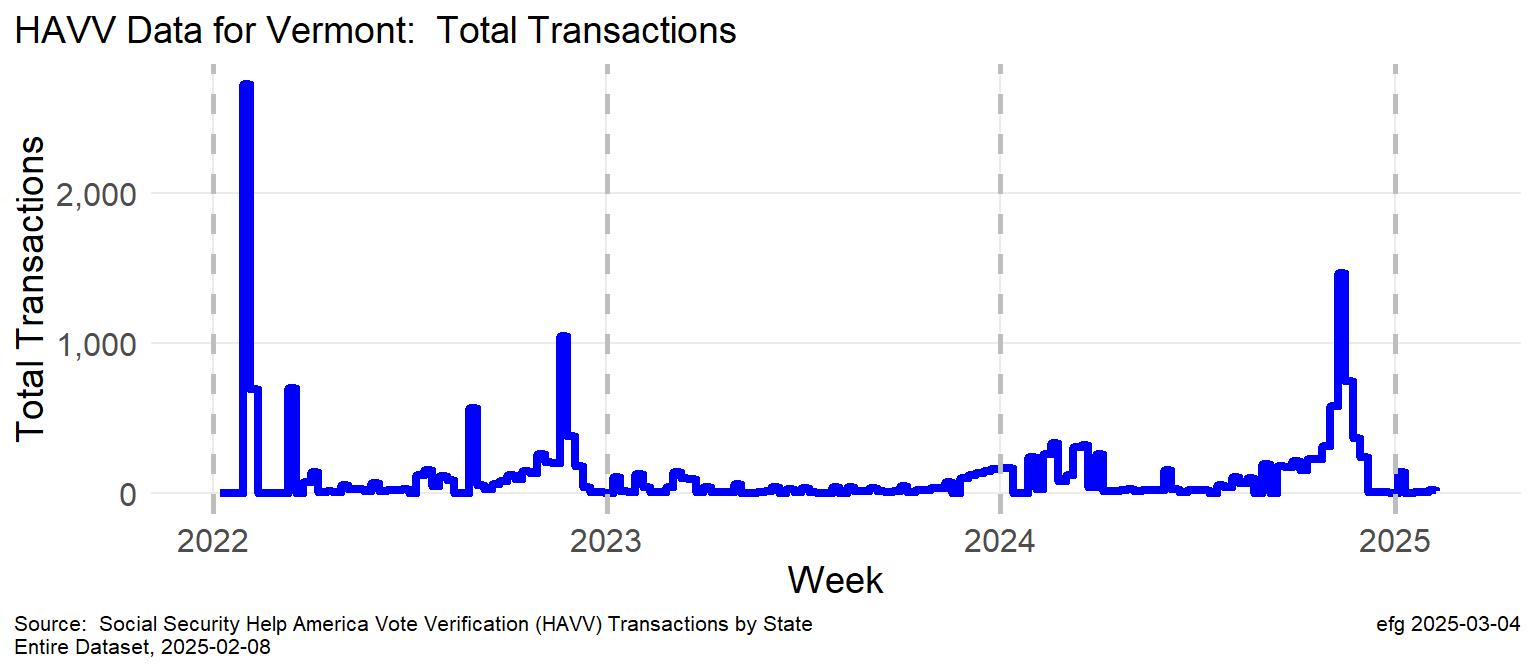 HAVV Data for Vermont:  Total Transactions
Total Transactions
2,000
1,000
0
2022 2023 2024 2025
Week
Source:  Social Security Help America Vote Verification (HAVV) Transactions by State
Entire Dataset, 2025-02-08
efg 2025-03-04